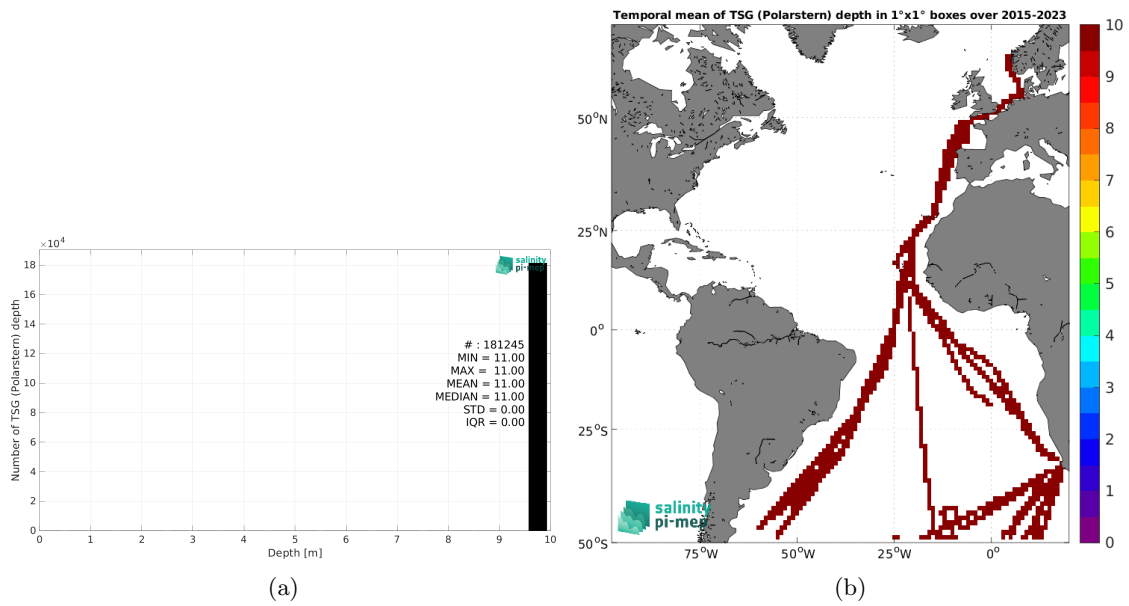 ×10⁴
18
16
14
12
10
8
6
4
2
0
Number of TSG (Polarstern) depth
salinity
pi-mep
# : 181245
MIN = 11.00
MAX = 11.00
MEAN = 11.00
MEDIAN = 11.00
STD = 0.00
IQR = 0.00
0 1 2 3 4 5 6 7 8 9 10
Depth [m]
(a)
Temporal mean of TSG (Polarstern) depth in 1°x1° boxes over 2015-2023
50°N
25°N
0°
25°S
50°S
75°W 50°W 25°W 0°
salinity
pi-mep
10
9
8
7
6
5
4
3
2
1
0
(b)